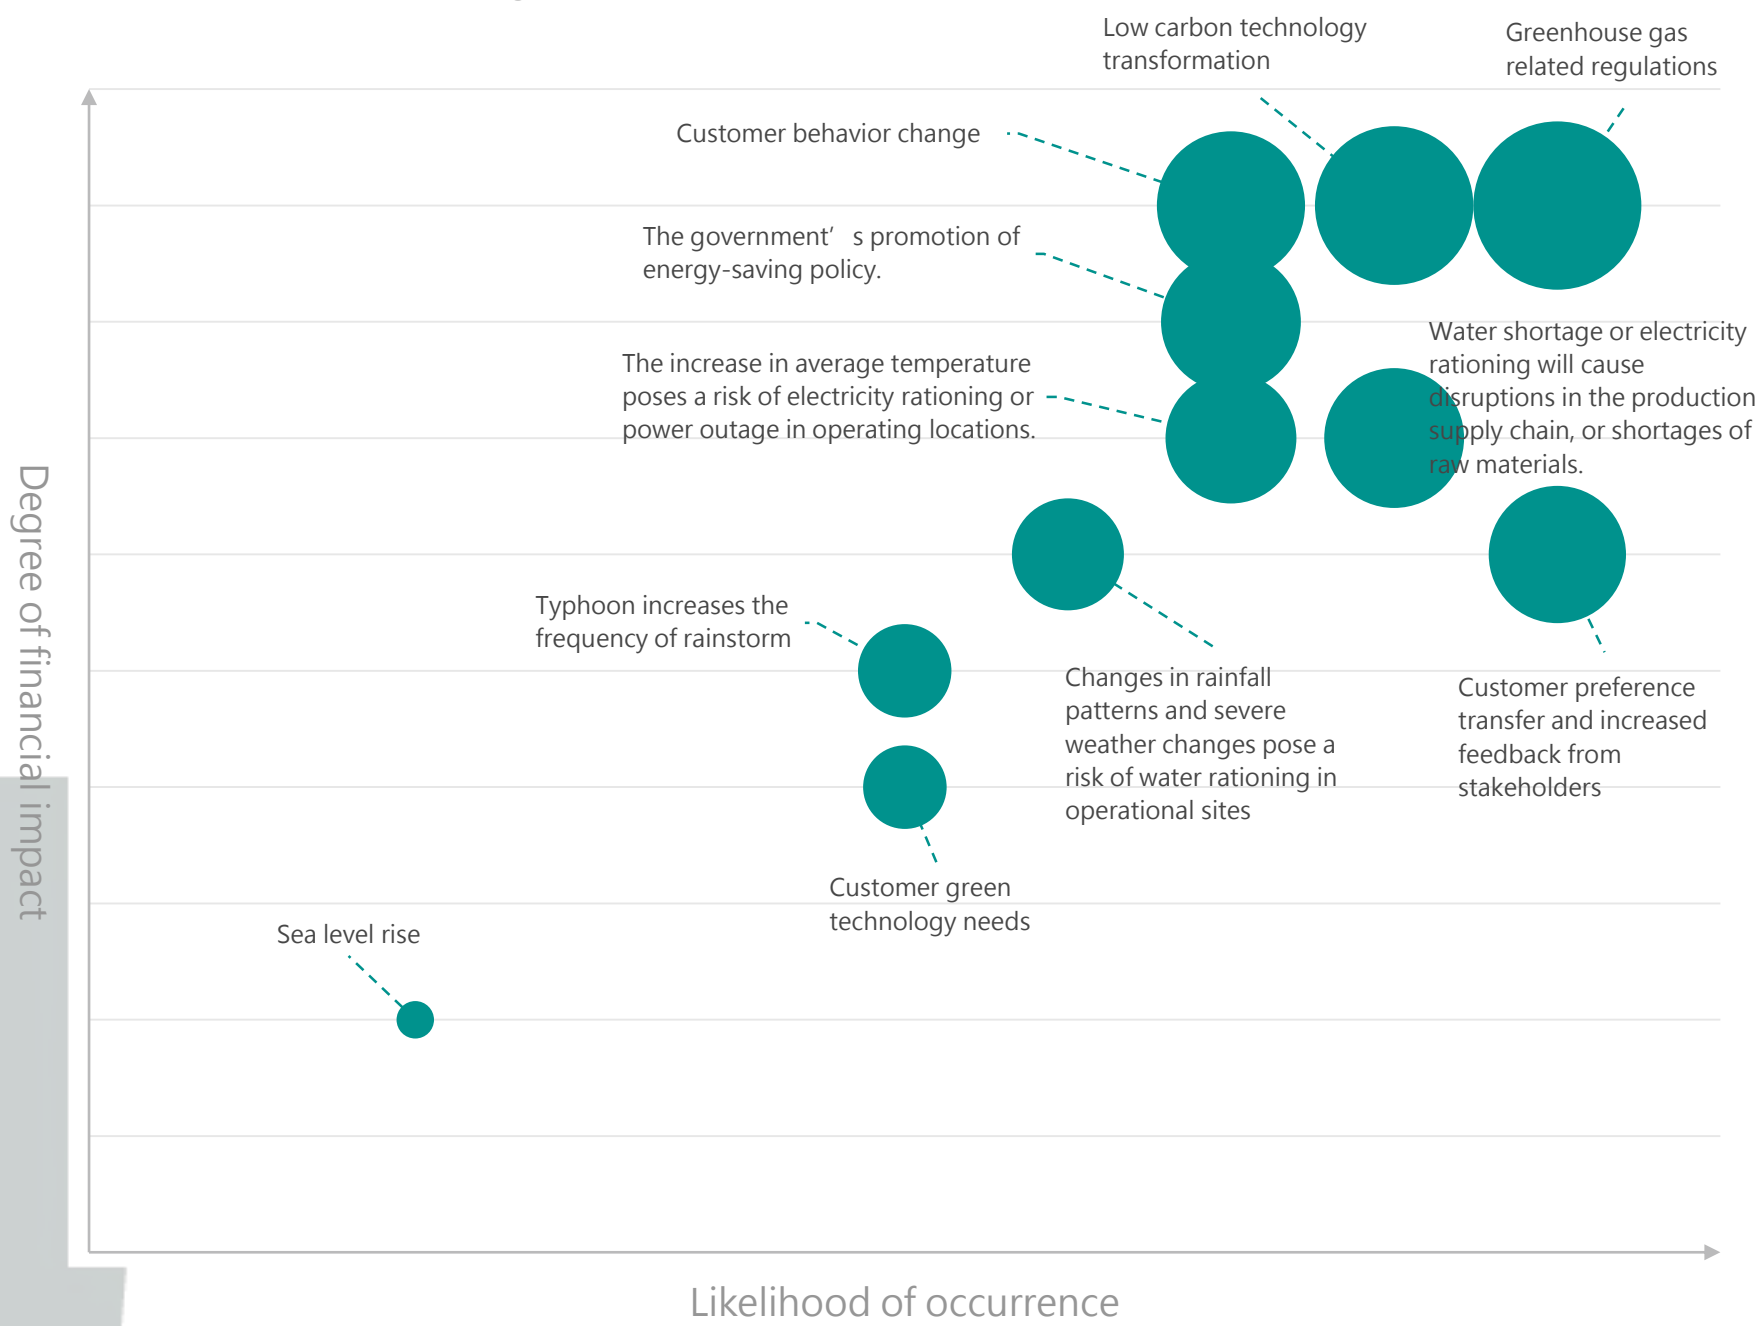 Low carbon technology
transformation
Greenhouse gas
related regulations
Customer behavior change
The government’ s promotion of
energy-saving policy.
Water shortage or electricity
rationing will cause
disruptions in the production
supply chain, or shortages of
raw materials.
The increase in average temperature
poses a risk of electricity rationing or
power outage in operating locations.
Degree of financial impact
Typhoon increases the
frequency of rainstorm
Changes in rainfall
patterns and severe
weather changes pose a
risk of water rationing in
operational sites
Customer preference
transfer and increased
feedback from
stakeholders
Customer green
technology needs
Sea level rise
Likelihood of occurrence